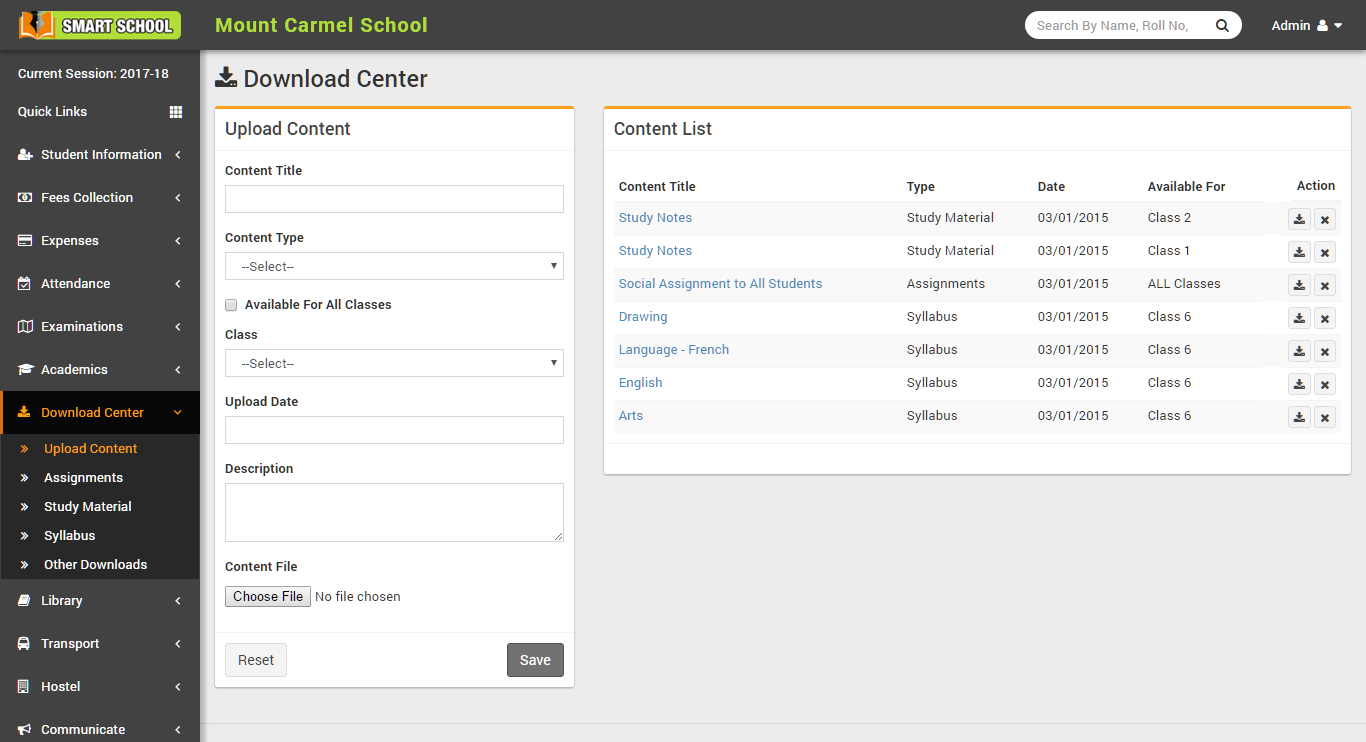 SMART SCHOOL
Mount Carmel School
Search By Name, Roll No,
Admin
Current Session: 2017-18
Quick Links
Student Information
Fees Collection
Expenses
Attendance
Examinations
Academics
Download Center
Upload Content
Assignments
Study Material
Syllabus
Other Downloads
Library
Transport
Hostel
Communicate
Download Center
Upload Content
Content Title
Content Type
--Select--
Available For All Classes
Class
--Select--
Upload Date
Description
Content File
Choose File No file chosen
Reset Save
Content List
Content Title Type Date Available For Action
Study Notes Study Material 03/01/2015 Class 2
Study Notes Study Material 03/01/2015 Class 1
Social Assignment to All Students Assignments 03/01/2015 ALL Classes
Drawing Syllabus 03/01/2015 Class 6
Language - French Syllabus 03/01/2015 Class 6
English Syllabus 03/01/2015 Class 6
Arts Syllabus 03/01/2015 Class 6